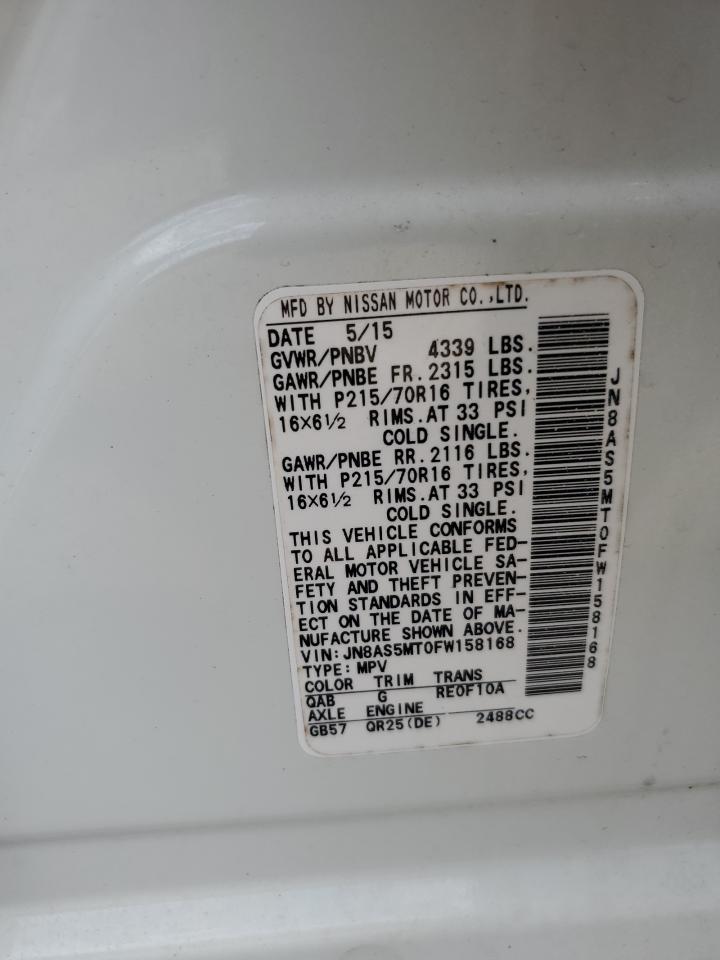 MFD BY NISSAN MOTOR CO.,LTD.
DATE 5/15
GVWR/PNBV 4339 LBS.
GAWR/PNBE FR. 2315 LBS.
WITH P215/70R16 TIRES,
16×6½ RIMS. AT 33 PSI
COLD SINGLE.
GAWR/PNBE RR. 2116 LBS.
WITH P215/70R16 TIRES,
16×6½ RIMS. AT 33 PSI
COLD SINGLE.
THIS VEHICLE CONFORMS
TO ALL APPLICABLE FED-
ERAL MOTOR VEHICLE SA-
FETY AND THEFT PREVEN-
TION STANDARDS IN EFF-
ECT ON THE DATE OF MA-
NUFACTURE SHOWN ABOVE.
VIN:JN8AS5MT0FW158168
TYPE:MPV
COLOR TRIM TRANS
QAB G RE0F10A
AXLE ENGINE
GB57 QR25(DE) 2488CC
JN8AS5MT0FW158168